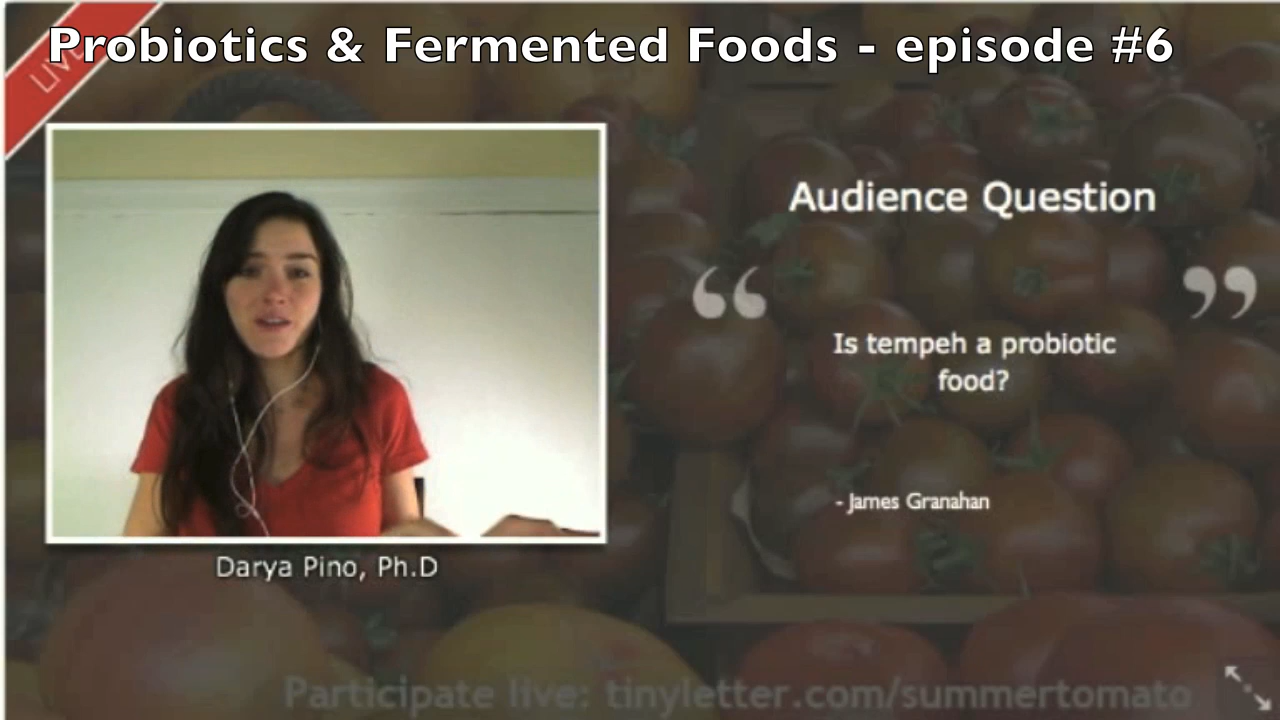 Probiotics & Fermented Foods - episode #6
LIVE
Audience Question
“ ”
Is tempeh a probiotic
food?
- James Granahan
Darya Pino, Ph.D
Participate live: tinyletter.com/summertomato